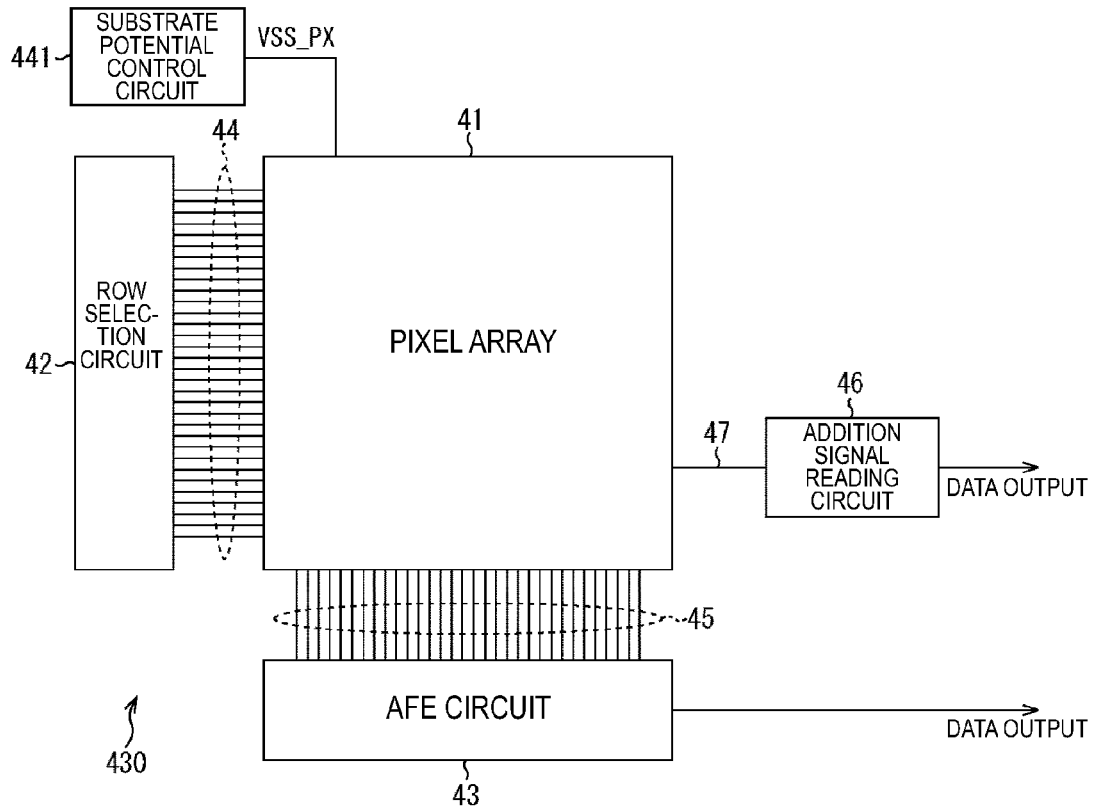 SUBSTRATE
POTENTIAL
CONTROL
CIRCUIT
441
VSS_PX
44
41
ROW
SELEC-
TION
CIRCUIT
42
PIXEL ARRAY
46
47
ADDITION
SIGNAL
READING
CIRCUIT
DATA OUTPUT
45
AFE CIRCUIT
DATA OUTPUT
430
43